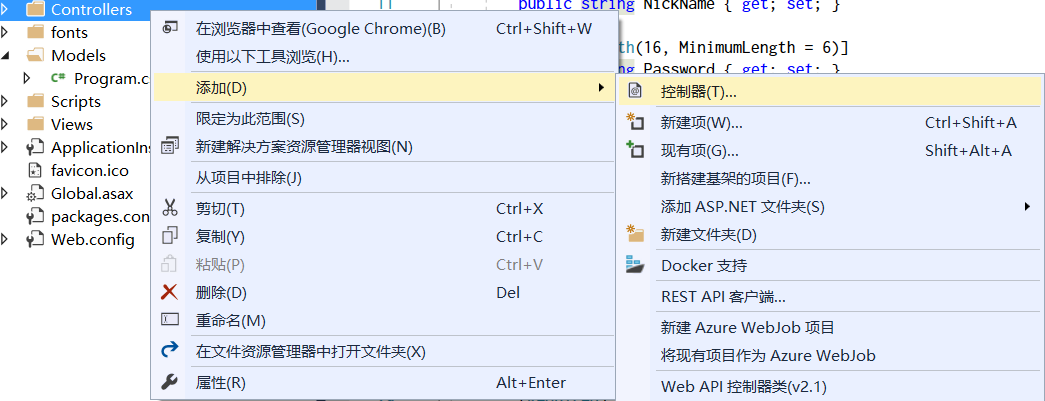 Controllers
fonts
Models
C# Program.c
Scripts
Views
ApplicationIns
favicon.ico
Global.asax
packages.con
Web.config
public string NickName { get; set; }
th(16, MinimumLength = 6)]
ng Password { get; set; }
在浏览器中查看(Google Chrome)(B) Ctrl+Shift+W
使用以下工具浏览(H)...
添加(D)
限定为此范围(S)
新建解决方案资源管理器视图(N)
从项目中排除(J)
剪切(T) Ctrl+X
复制(Y) Ctrl+C
粘贴(P) Ctrl+V
删除(D) Del
重命名(M)
在文件资源管理器中打开文件夹(X)
属性(R) Alt+Enter
控制器(T)...
新建项(W)... Ctrl+Shift+A
现有项(G)... Shift+Alt+A
新搭建基架的项目(F)...
添加 ASP.NET 文件夹(S)
新建文件夹(D)
Docker 支持
REST API 客户端...
新建 Azure WebJob 项目
将现有项目作为 Azure WebJob
Web API 控制器类(v2.1)